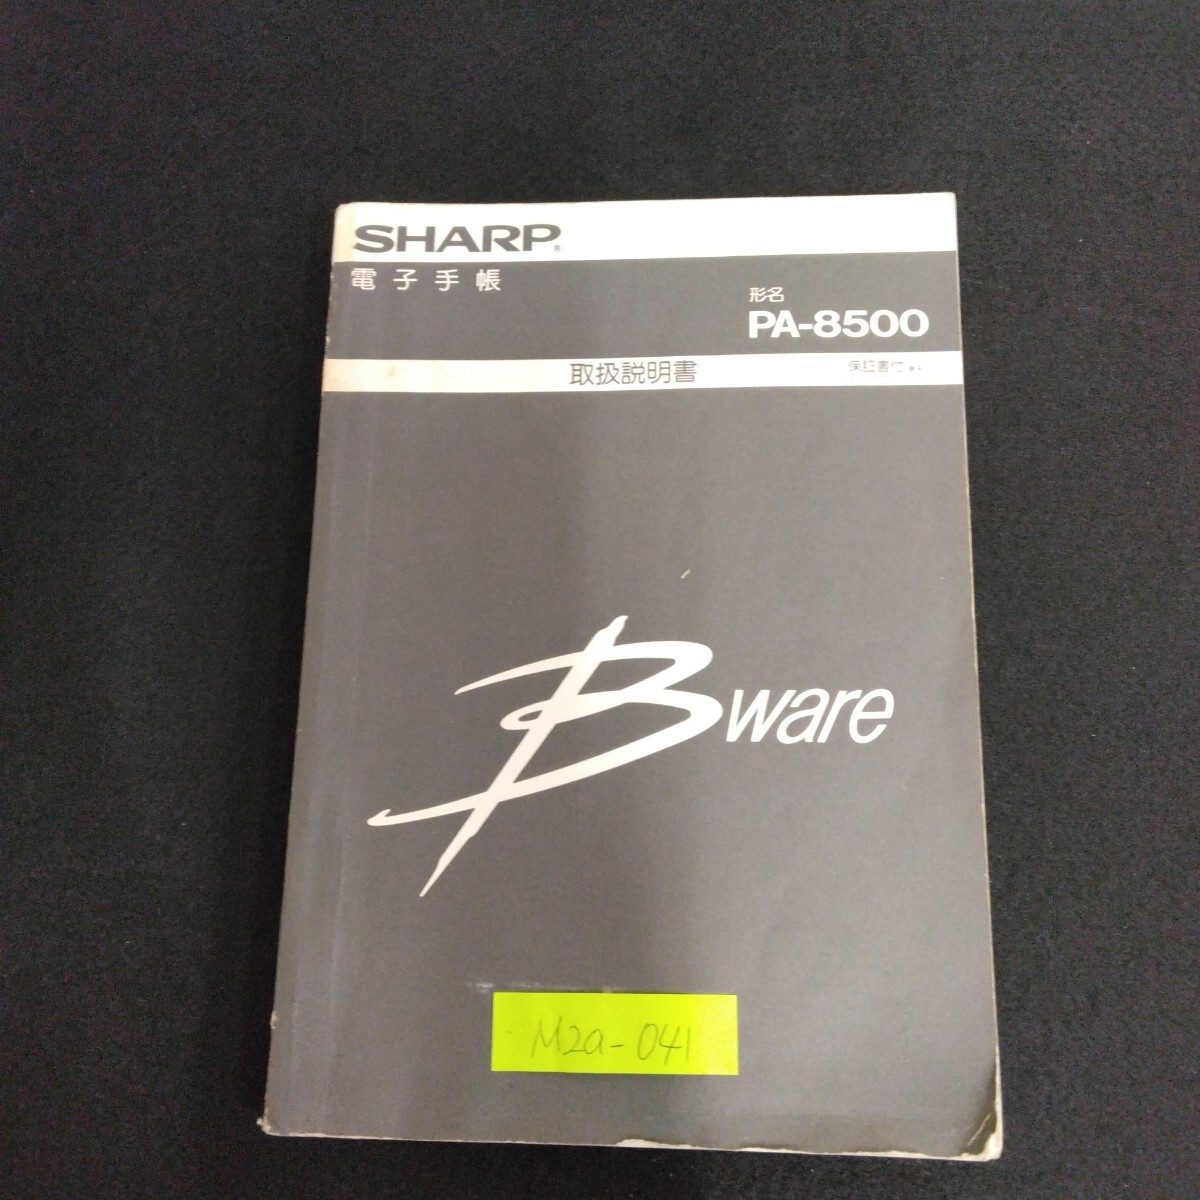 SHARP®
電子手帳
形名
PA-8500
取扱説明書
保証書付
Bware
M2a-041